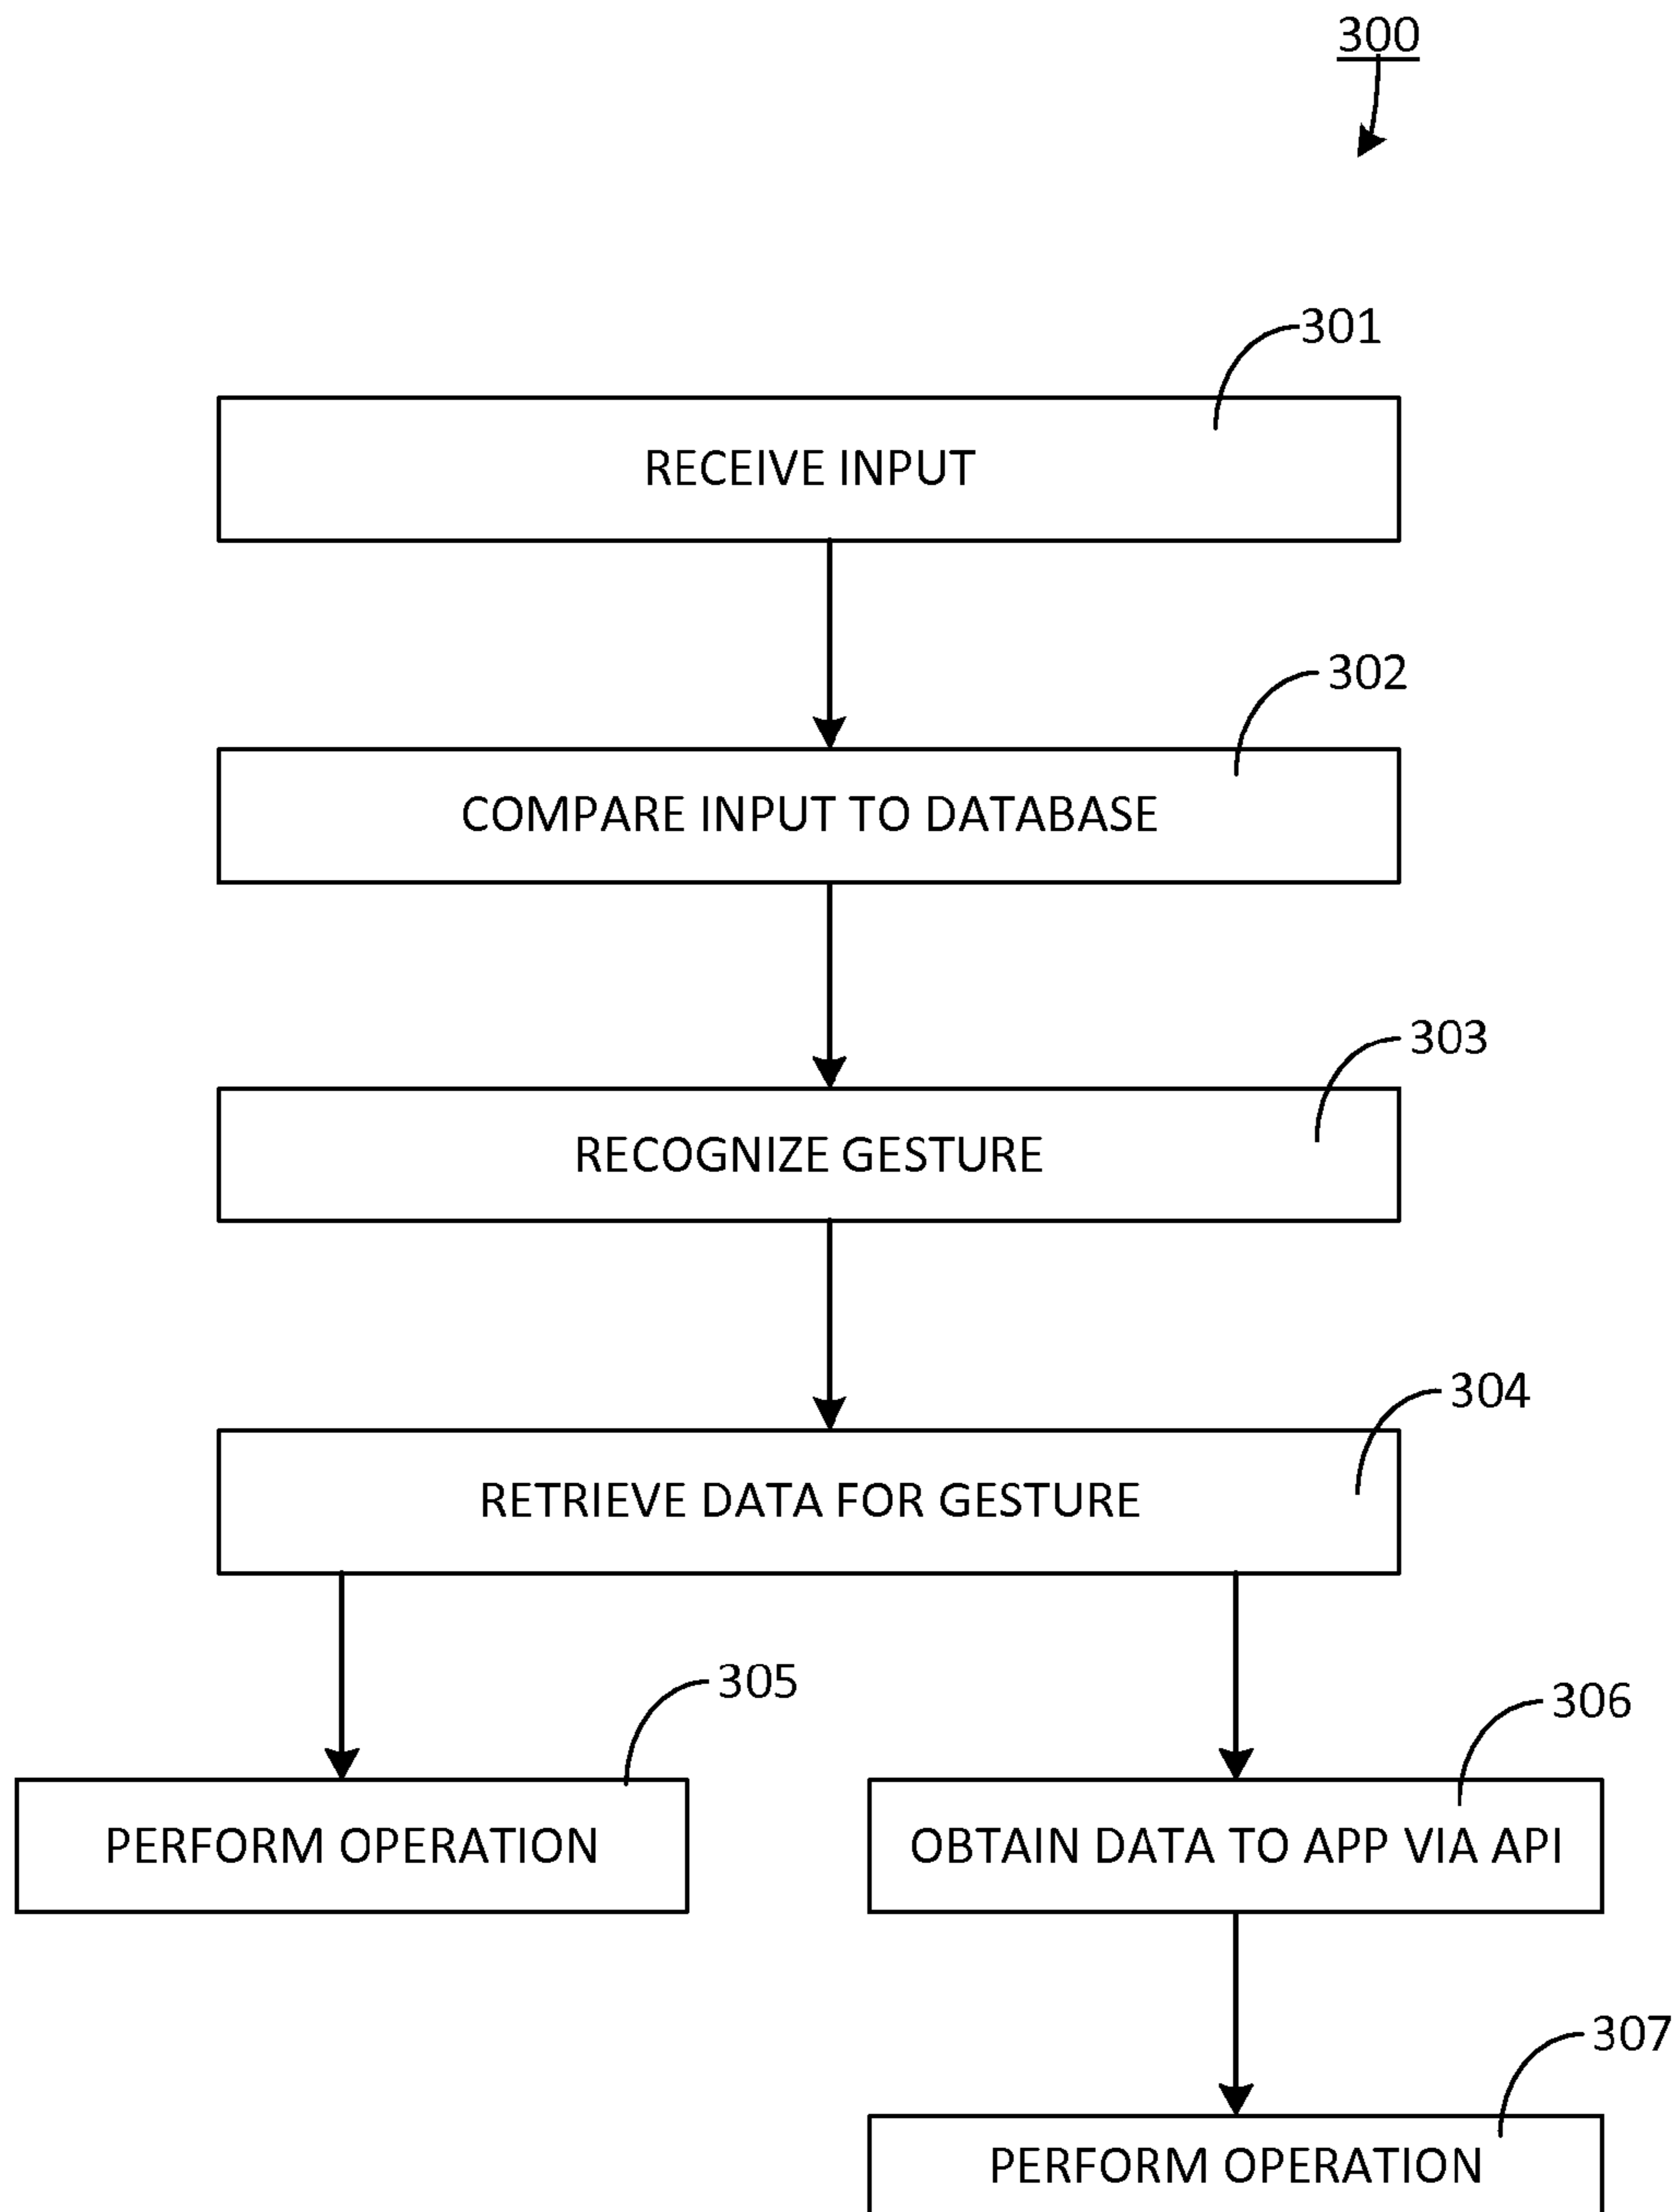 300
301
RECEIVE INPUT
302
COMPARE INPUT TO DATABASE
303
RECOGNIZE GESTURE
304
RETRIEVE DATA FOR GESTURE
305
306
PERFORM OPERATION
OBTAIN DATA TO APP VIA API
307
PERFORM OPERATION